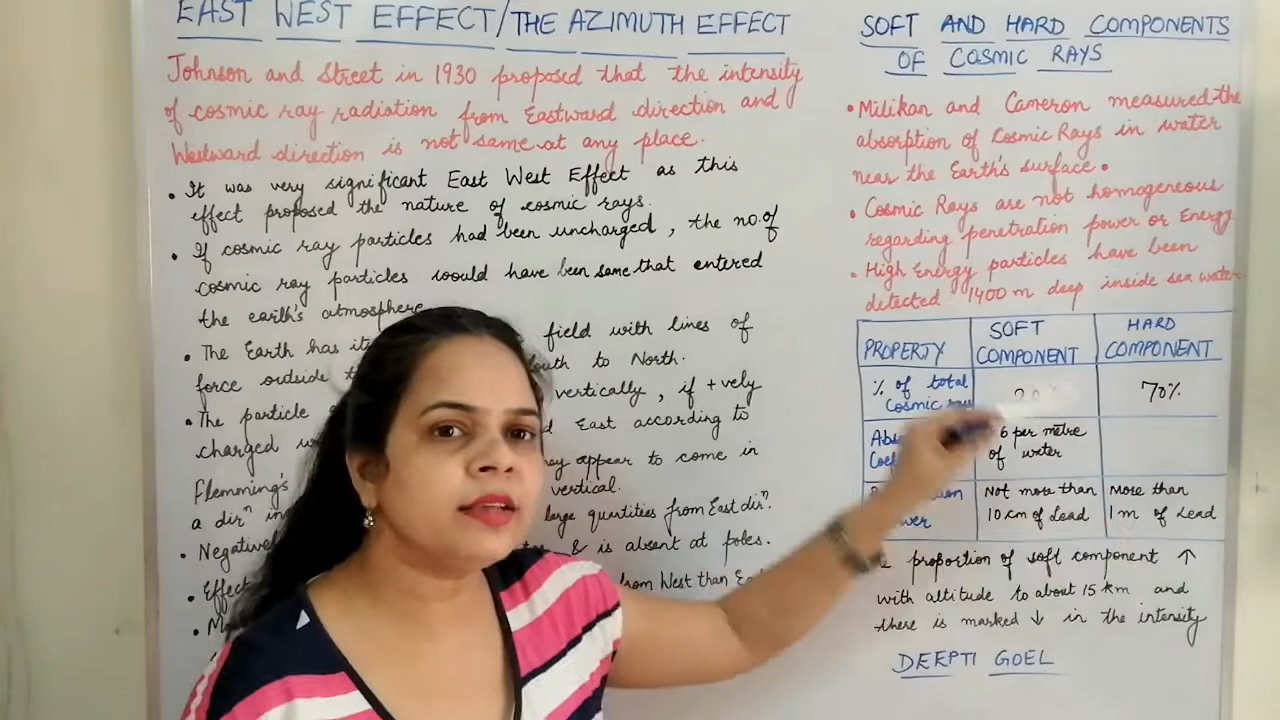 EAST WEST EFFECT/THE AZIMUTH EFFECT
Johnson and Street in 1930 proposed that the intensity
of cosmic ray radiation from Eastward direction and
Westward direction is not same at any place.
• It was very significant East West Effect as this
effect proposed the nature of cosmic rays.
• If cosmic ray particles had been uncharged, the no. of
cosmic ray particles would have been same that entered
the earth's atmosphere
• The Earth has field with lines of
force outside South to North.
• The particle vertically, if +vely
charged East according to
Flemming's appear to come in
a dirⁿ vertical.
large quantities from East dirⁿ.
• Effect & is absent at poles.
• from West than
SOFT AND HARD COMPONENTS
OF COSMIC RAYS
• Milikan and Cameron measured the
absorption of Cosmic Rays in water
near the Earth's surface.
• Cosmic Rays are not homogeneous
regarding penetration power or Energy
• High Energy particles have been
detected 1400 m deep inside sea water.
PROPERTY SOFT COMPONENT HARD COMPONENT
% of total Cosmic 70%
6 per metre of water
Not more than 10 cm of Lead More than 1 m of Lead
proportion of soft component ↑
with altitude to about 15 km and
there is marked ↓ in the intensity
DEEPTI GOEL